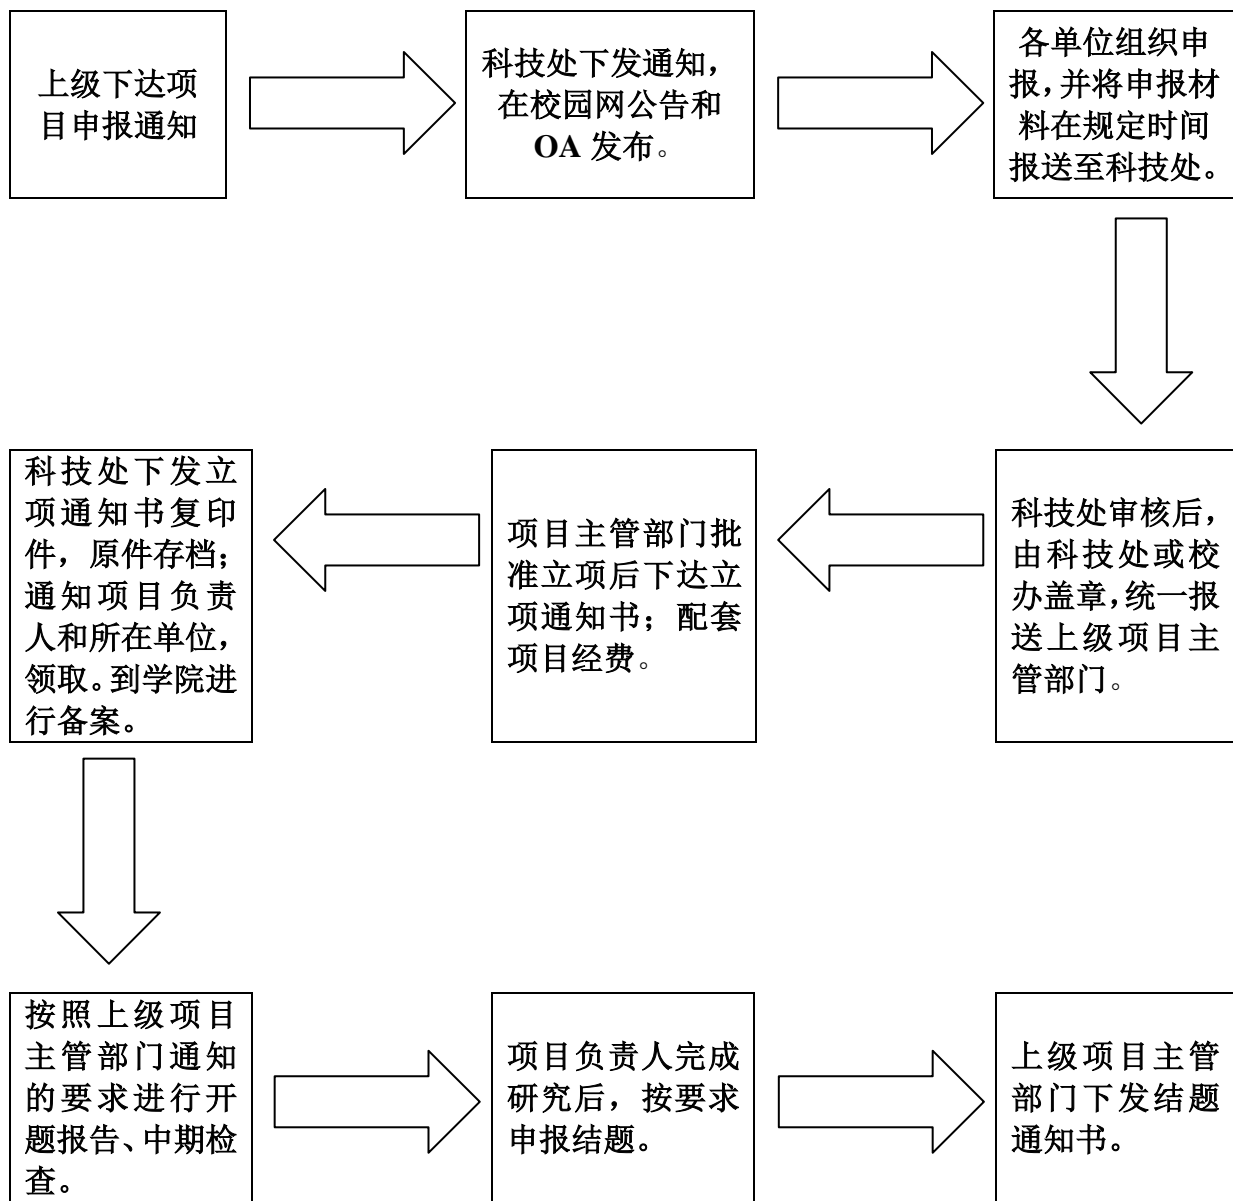 上级下达项
目申报通知
科技处下发通知，
在校园网公告和
OA 发布。
各单位组织申
报，并将申报材
料在规定时间
报送至科技处。
科技处审核后，
由科技处或校
办盖章，统一报
送上级项目主
管部门。
项目主管部门批
准立项后下达立
项通知书；配套
项目经费。
科技处下发立
项通知书复印
件，原件存档；
通知项目负责
人和所在单位，
领取。到学院进
行备案。
按照上级项目
主管部门通知
的要求进行开
题报告、中期检
查。
项目负责人完成
研究后，按要求
申报结题。
上级项目主管
部门下发结题
通知书。